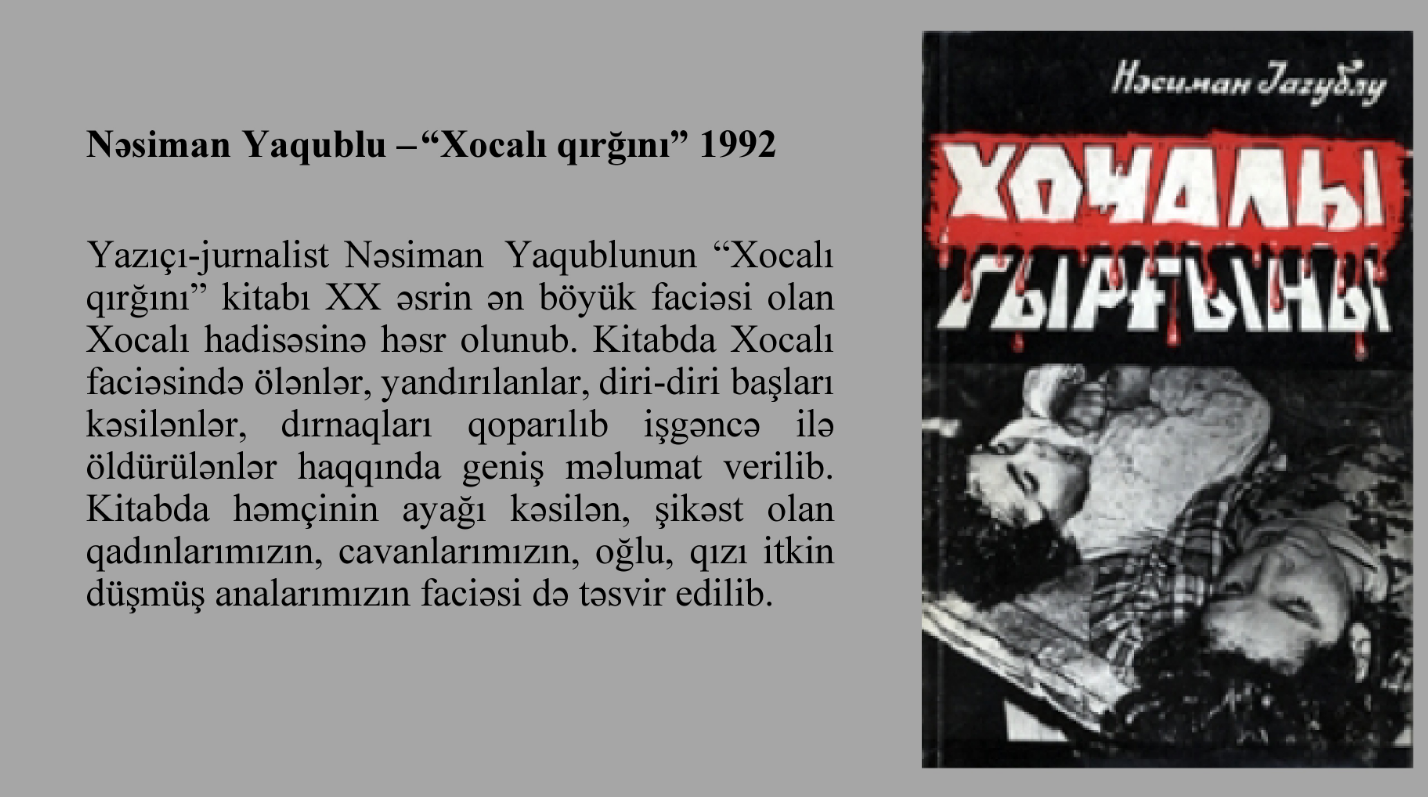 Nəsiman Yaqublu – “Xocalı qırğını” 1992
Yazıçı-jurnalist Nəsiman Yaqublunun “Xocalı
qırğını” kitabı XX əsrin ən böyük faciəsi olan
Xocalı hadisəsinə həsr olunub. Kitabda Xocalı
faciəsində ölənlər, yandırılanlar, diri-diri başları
kəsilənlər, dırnaqları qoparılıb işgəncə ilə
öldürülənlər haqqında geniş məlumat verilib.
Kitabda həmçinin ayağı kəsilən, şikəst olan
qadınlarımızın, cavanlarımızın, oğlu, qızı itkin
düşmüş analarımızın faciəsi də təsvir edilib.
Нәсиман Јагублу
ХОҸАЛЫ
ГЫРҒЫНЫ